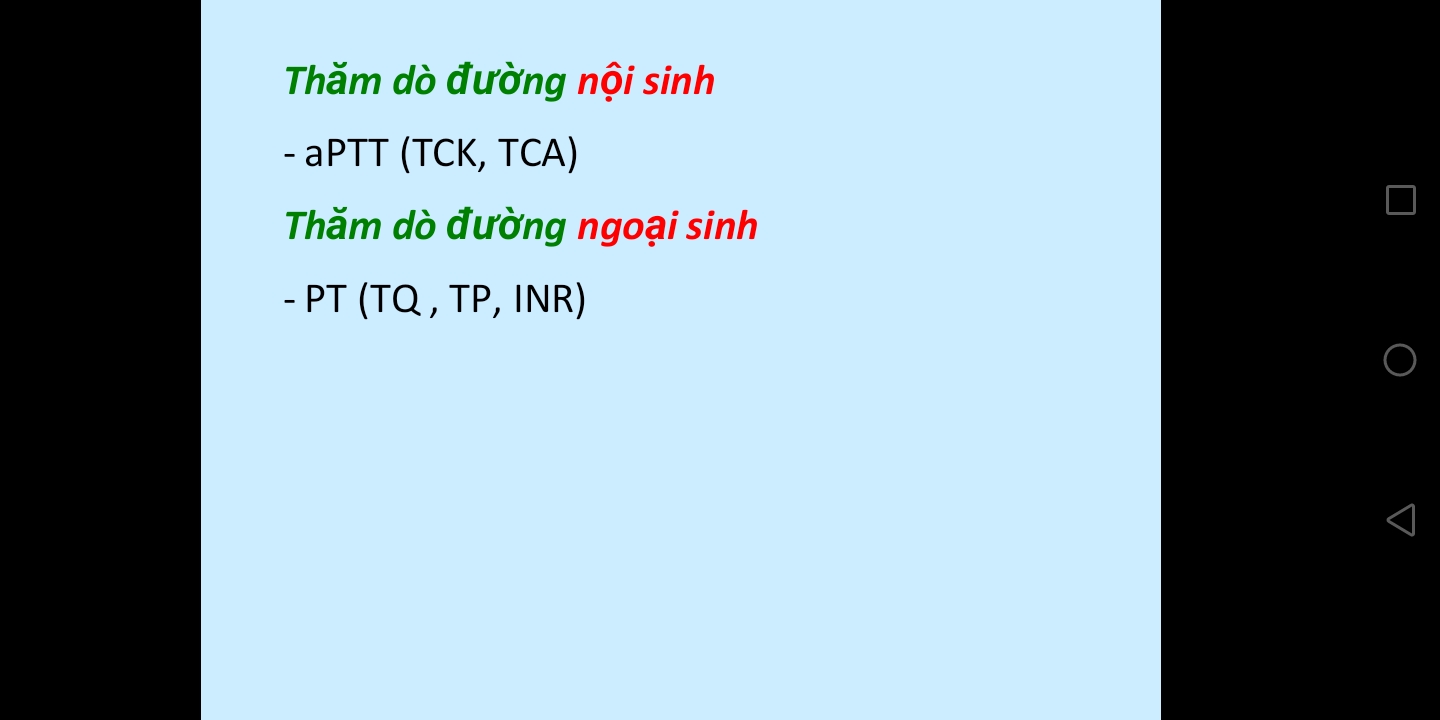 Thăm dò đường nội sinh
- aPTT (TCK, TCA)
Thăm dò đường ngoại sinh
- PT (TQ , TP, INR)